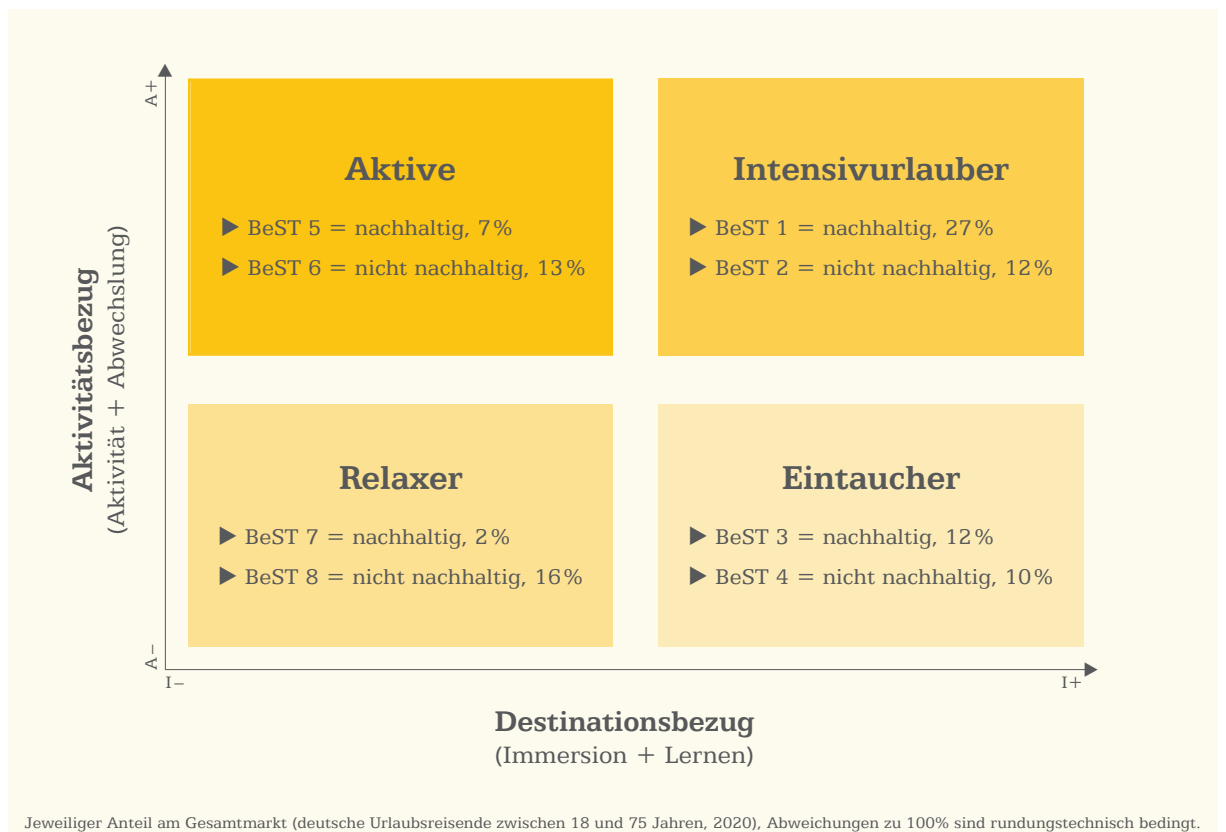 A+
Aktivitätsbezug
(Aktivität + Abwechslung)
A−
Aktive
▶ BeST 5 = nachhaltig, 7%
▶ BeST 6 = nicht nachhaltig, 13%
Intensivurlauber
▶ BeST 1 = nachhaltig, 27%
▶ BeST 2 = nicht nachhaltig, 12%
Relaxer
▶ BeST 7 = nachhaltig, 2%
▶ BeST 8 = nicht nachhaltig, 16%
Eintaucher
▶ BeST 3 = nachhaltig, 12%
▶ BeST 4 = nicht nachhaltig, 10%
I−
I+
Destinationsbezug
(Immersion + Lernen)
Jeweiliger Anteil am Gesamtmarkt (deutsche Urlaubsreisende zwischen 18 und 75 Jahren, 2020), Abweichungen zu 100% sind rundungstechnisch bedingt.